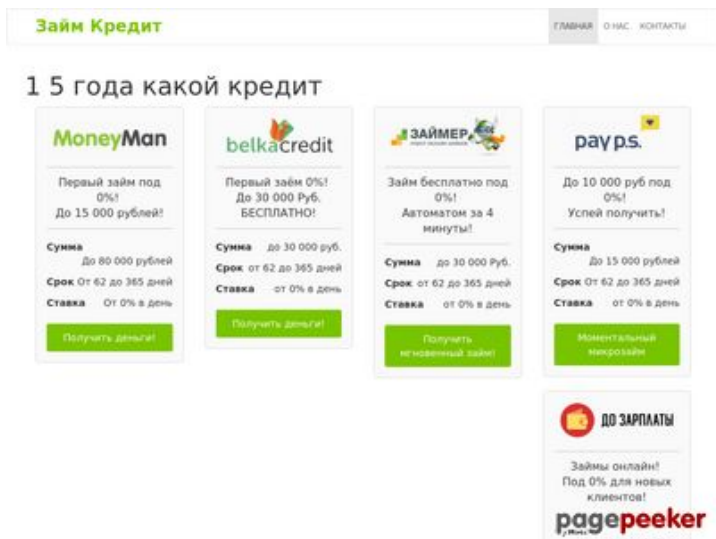 Займ Кредит
ГЛАВНАЯ О НАС. КОНТАКТЫ
1 5 года какой кредит
MoneyMan
Первый займ под
0%!
До 15 000 рублей!
Сумма
До 80 000 рублей
Срок От 62 до 365 дней
Ставка От 0% в день
Получить деньги!
belkacredit
Первый заём 0%!
До 30 000 Руб.
БЕСПЛАТНО!
Сумма до 30 000 руб.
Срок от 62 до 365 дней
Ставка от 0% в день
Получить деньги!
ЗАЙМЕР
Займ бесплатно под
0%!
Автоматом за 4
минуты!
Сумма до 30 000 Руб.
Срок от 62 до 365 дней
Ставка от 0% в день
Получить
мгновенный займ!
pay p.s.
До 10 000 руб под
0%!
Успей получить!
Сумма
До 15 000 рублей
Срок От 62 до 365 дней
Ставка от 0% в день
Моментальный
микрозайм
ДО ЗАРПЛАТЫ
Займы онлайн!
Под 0% для новых
клиентов!
pagepeeker